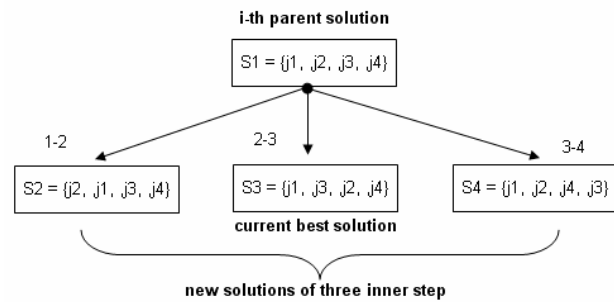 i-th parent solution
S1 = {j1, j2, j3, j4}
1-2
2-3
3-4
S2 = {j2, j1, j3, j4}
S3 = {j1, j3, j2, j4}
S4 = {j1, j2, j4, j3}
current best solution
new solutions of three inner step